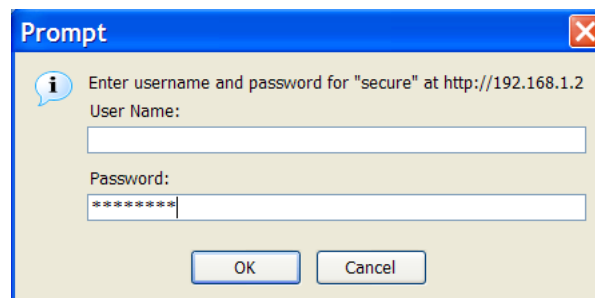 Prompt
Enter username and password for "secure" at http://192.168.1.2
User Name:
Password:
********
OK
Cancel